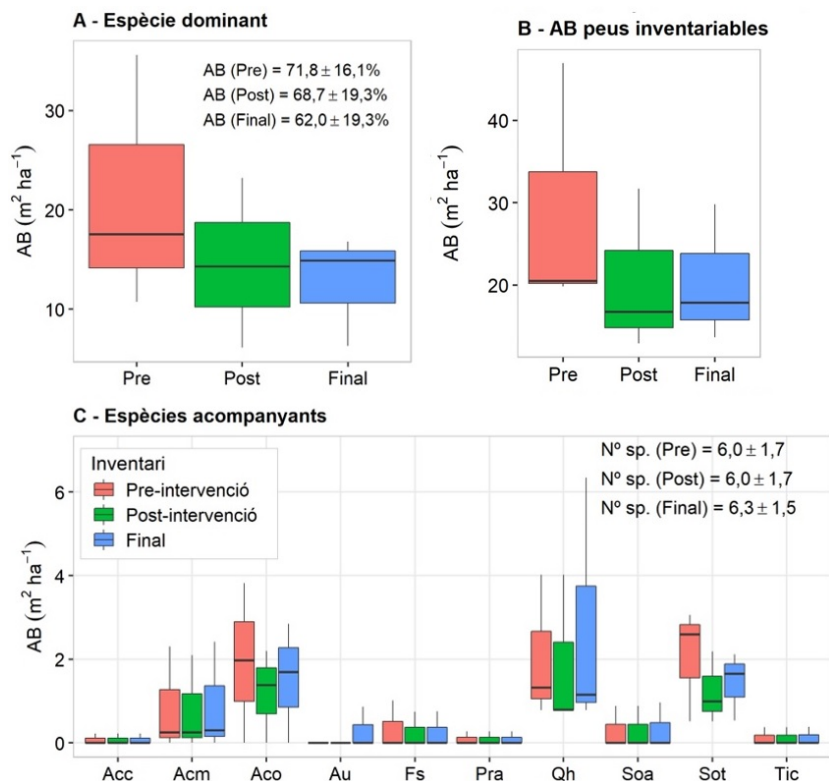 A - Espècie dominant
AB (Pre) = 71,8 ± 16,1%
AB (Post) = 68,7 ± 19,3%
AB (Final) = 62,0 ± 19,3%
AB (m² ha⁻¹)
30
20
10
Pre Post Final
B - AB peus inventariables
AB (m² ha⁻¹)
40
30
20
Pre Post Final
C - Espècies acompanyants
Inventari
Pre-intervenció
Post-intervenció
Final
Nº sp. (Pre) = 6,0 ± 1,7
Nº sp. (Post) = 6,0 ± 1,7
Nº sp. (Final) = 6,3 ± 1,5
AB (m² ha⁻¹)
6
4
2
0
Acc Acm Aco Au Fs Pra Qh Soa Sot Tic